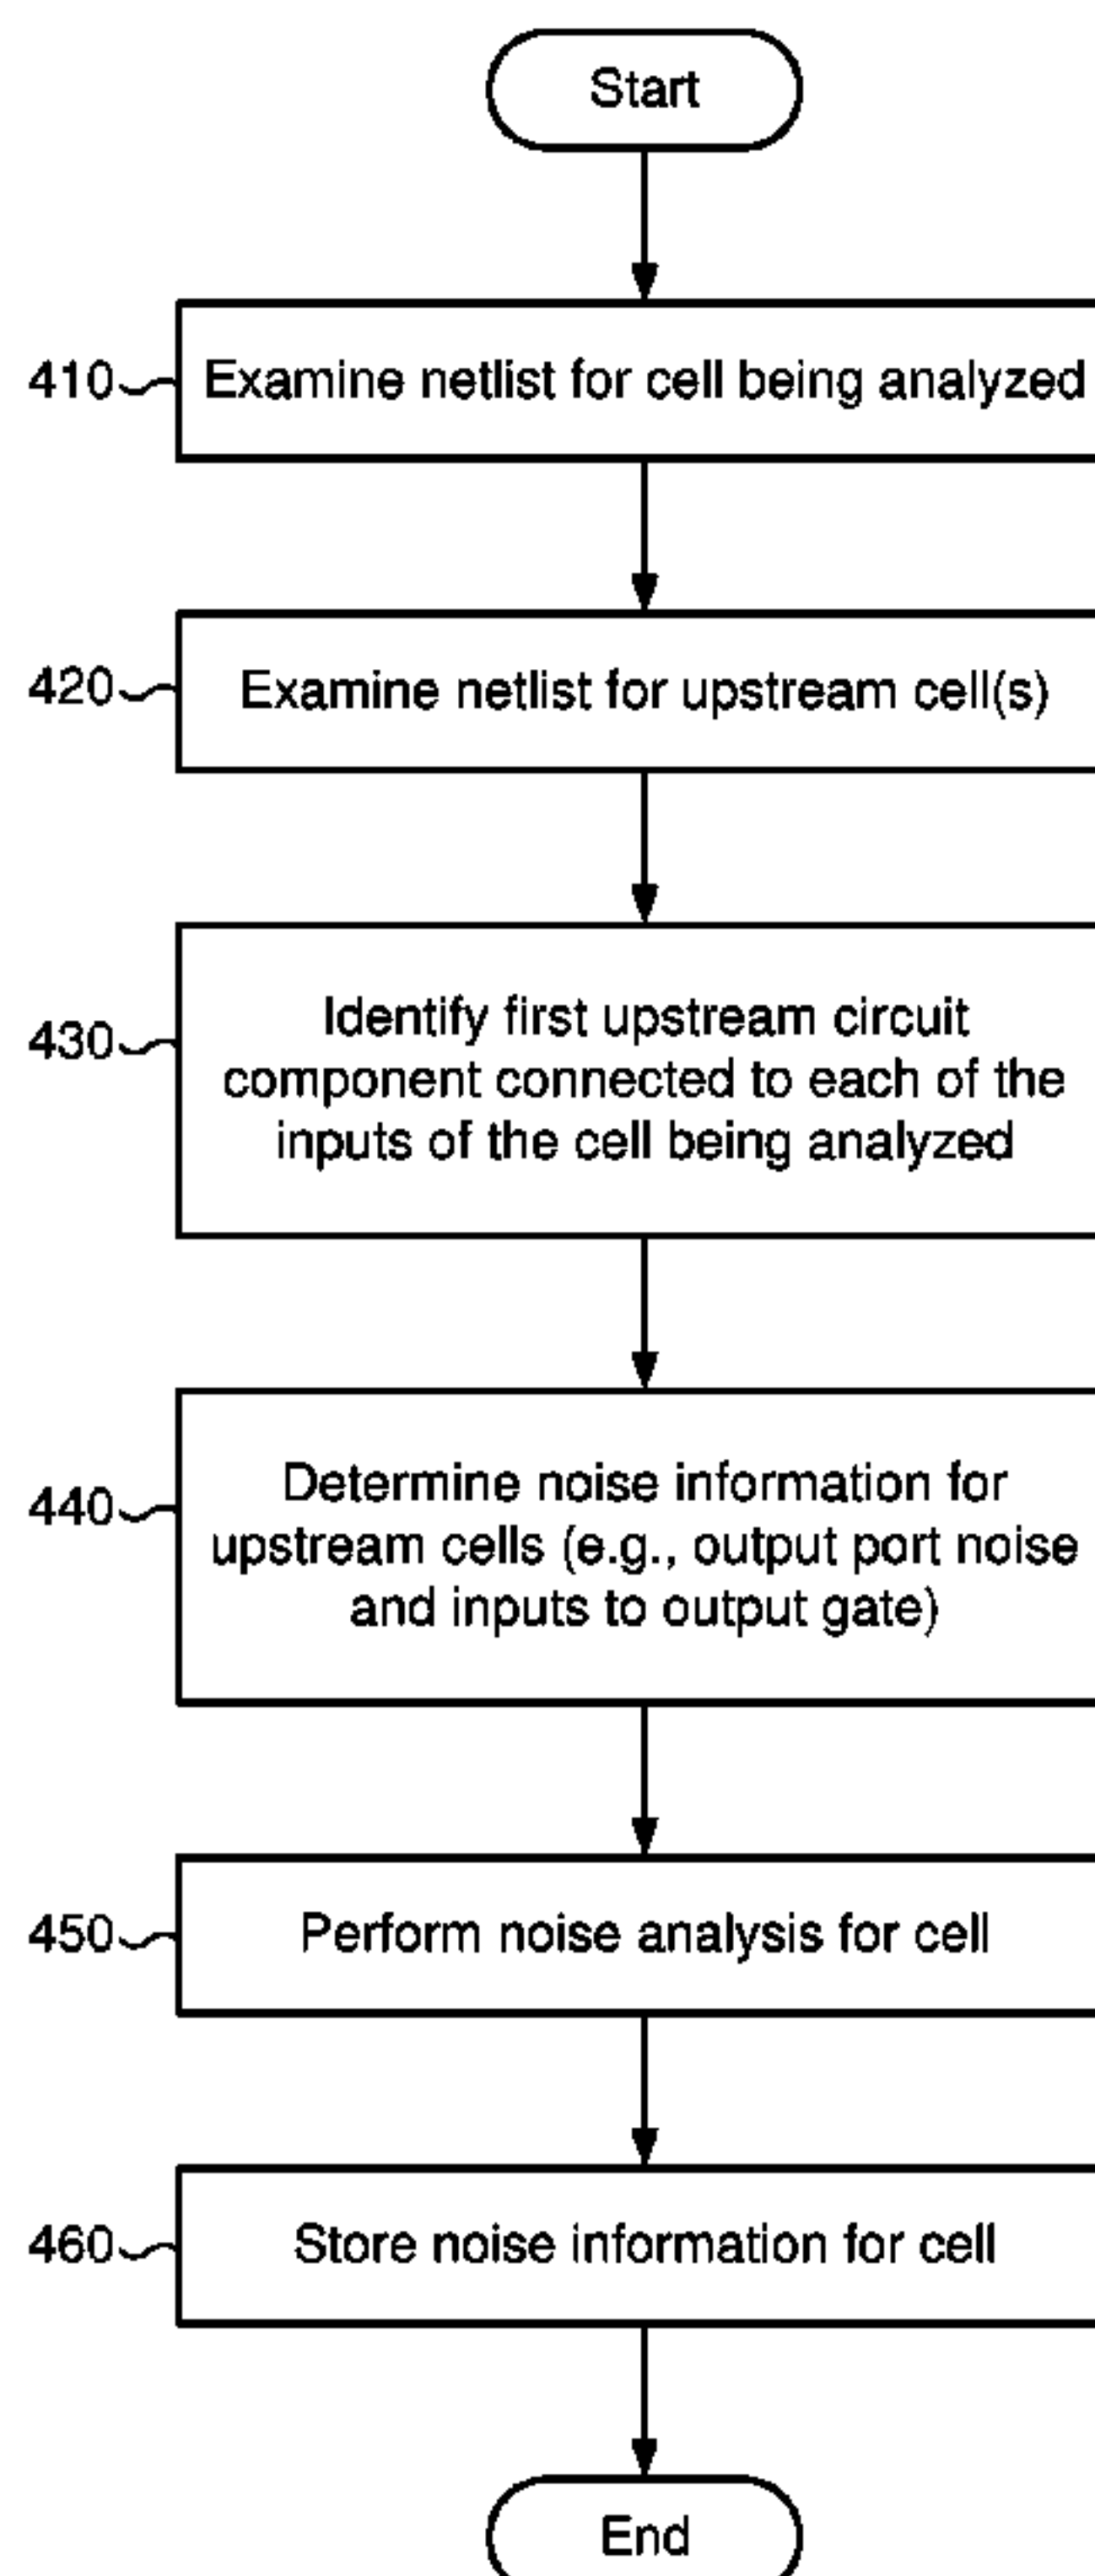 Start
410
Examine netlist for cell being analyzed
420
Examine netlist for upstream cell(s)
430
Identify first upstream circuit
component connected to each of the
inputs of the cell being analyzed
440
Determine noise information for
upstream cells (e.g., output port noise
and inputs to output gate)
450
Perform noise analysis for cell
460
Store noise information for cell
End